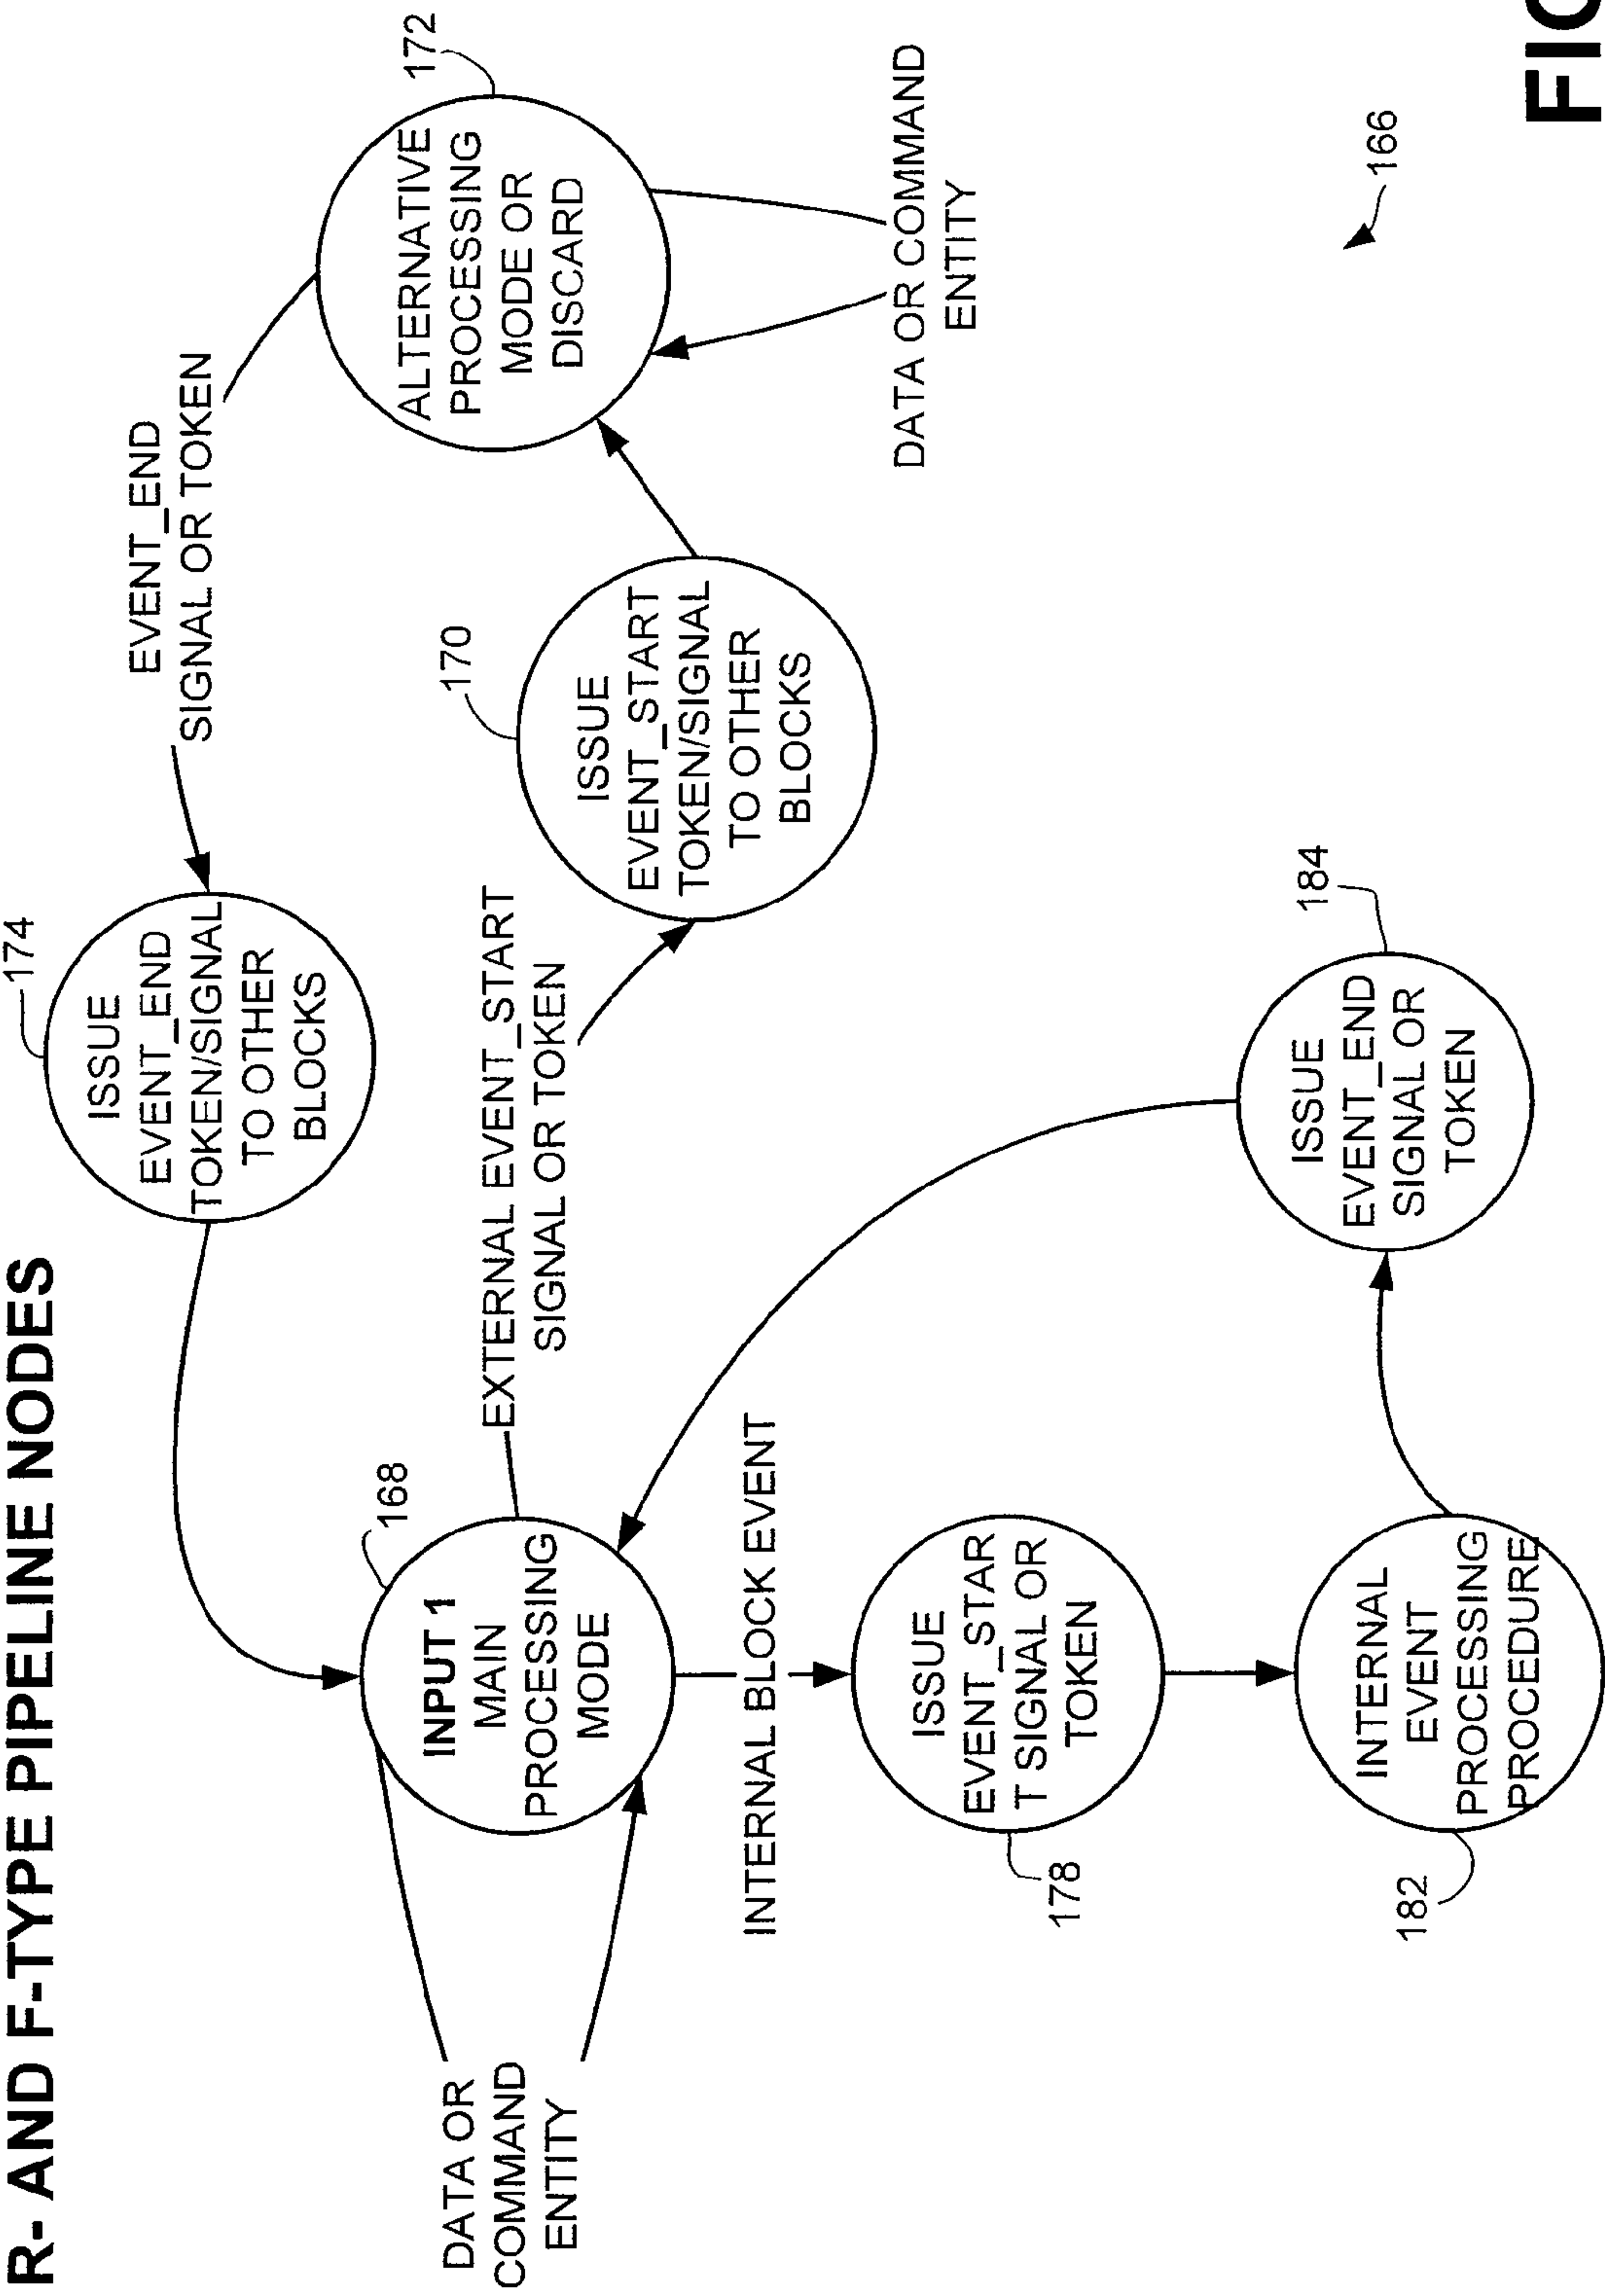 R- AND F-TYPE PIPELINE NODES
174
ISSUE
EVENT_END
TOKEN/SIGNAL
TO OTHER
BLOCKS
EVENT_END
SIGNAL OR TOKEN
172
ALTERNATIVE
PROCESSING
MODE OR
DISCARD
DATA OR COMMAND
ENTITY
170
ISSUE
EVENT_START
TOKEN/SIGNAL
TO OTHER
BLOCKS
EXTERNAL EVENT_START
SIGNAL OR TOKEN
168
INPUT 1
MAIN
PROCESSING
MODE
DATA OR
COMMAND
ENTITY
INTERNAL BLOCK EVENT
ISSUE
EVENT_STAR
T SIGNAL OR
TOKEN
178
INTERNAL
EVENT
PROCESSING
PROCEDURE
182
184
ISSUE
EVENT_END
SIGNAL OR
TOKEN
166